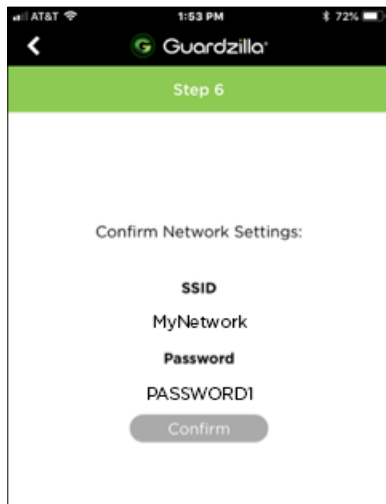 AT&T 1:53 PM 72%
Guardzilla®
Step 6
Confirm Network Settings:
SSID
MyNetwork
Password
PASSWORD1
Confirm